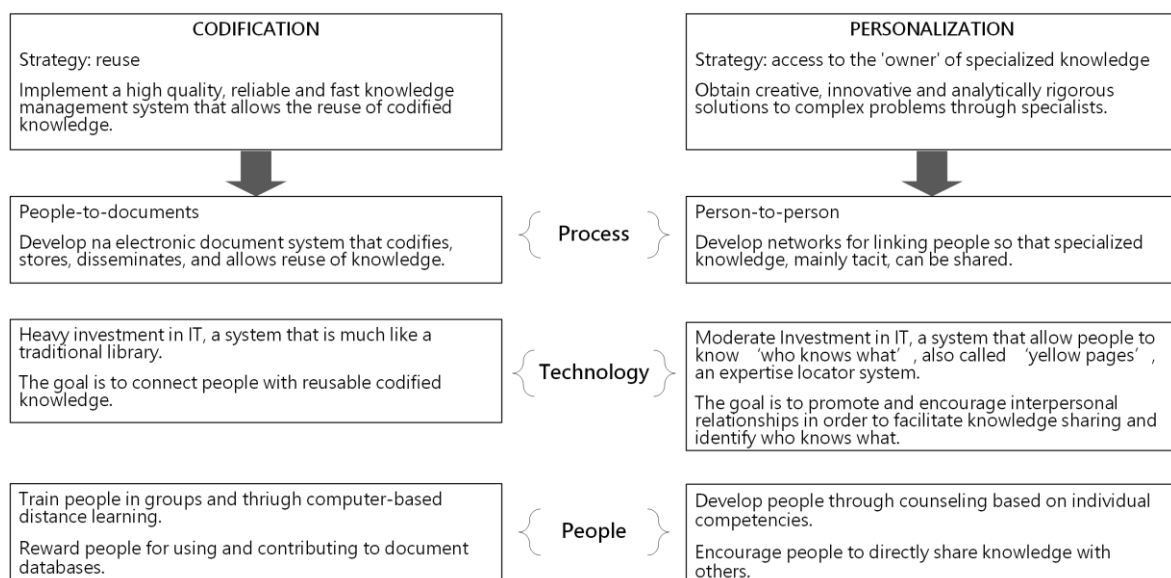 CODIFICATION
Strategy: reuse
Implement a high quality, reliable and fast knowledge
management system that allows the reuse of codified
knowledge.
PERSONALIZATION
Strategy: access to the 'owner' of specialized knowledge
Obtain creative, innovative and analytically rigorous
solutions to complex problems through specialists.
People-to-documents
Develop na electronic document system that codifies,
stores, disseminates, and allows reuse of knowledge.
Process
Person-to-person
Develop networks for linking people so that specialized
knowledge, mainly tacit, can be shared.
Heavy investment in IT, a system that is much like a
traditional library.
The goal is to connect people with reusable codified
knowledge.
Technology
Moderate Investment in IT, a system that allow people to
know ‘who knows what’, also called ‘yellow pages’,
an expertise locator system.
The goal is to promote and encourage interpersonal
relationships in order to facilitate knowledge sharing and
identify who knows what.
Train people in groups and thriugh computer-based
distance learning.
Reward people for using and contributing to document
databases.
People
Develop people through counseling based on individual
competencies.
Encourage people to directly share knowledge with
others.